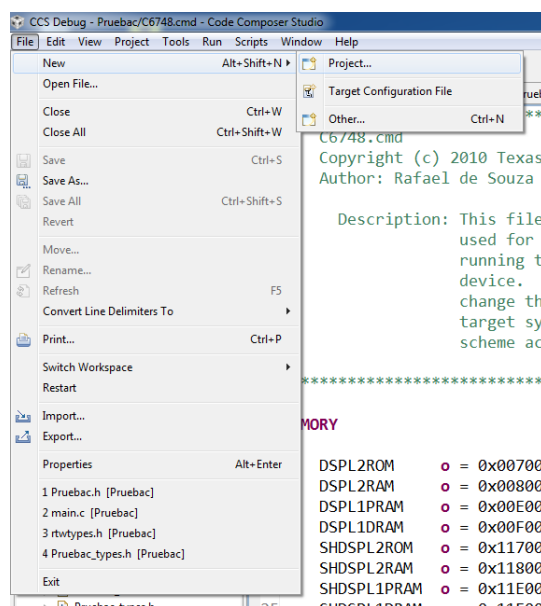 CCS Debug - Pruebac/C6748.cmd - Code Composer Studio
File Edit View Project Tools Run Scripts Window Help
New Alt+Shift+N
Open File...
Close Ctrl+W
Close All Ctrl+Shift+W
Save Ctrl+S
Save As...
Save All Ctrl+Shift+S
Revert
Move...
Rename...
Refresh F5
Convert Line Delimiters To
Print... Ctrl+P
Switch Workspace
Restart
Import...
Export...
Properties Alt+Enter
1 Pruebac.h [Pruebac]
2 main.c [Pruebac]
3 rtwtypes.h [Pruebac]
4 Pruebac_types.h [Pruebac]
Exit
Project...
Target Configuration File
Other... Ctrl+N
C6748.cmd
Copyright (c) 2010 Texas
Author: Rafael de Souza
Description: This file
used for
running t
device.
change th
target sy
scheme ac
***************************
MORY
DSPL2ROM o = 0x00700
DSPL2RAM o = 0x00800
DSPL1PRAM o = 0x00E00
DSPL1DRAM o = 0x00F00
SHDSPL2ROM o = 0x11700
SHDSPL2RAM o = 0x11800
SHDSPL1PRAM o = 0x11E00